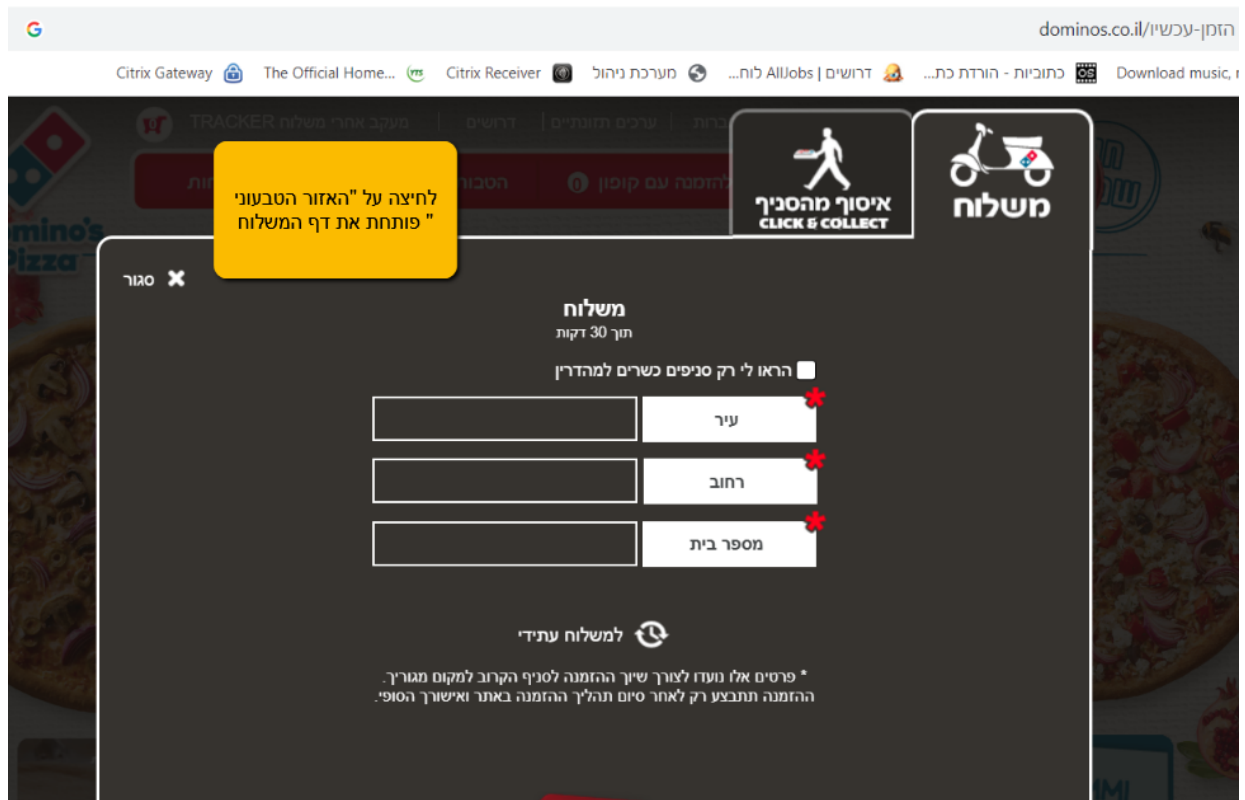 dominos.co.il/הזמן-עכשיו
Download music,
כתוביות - הורדת כת...
דרושים | AllJobs לוח...
מערכת ניהול
Citrix Receiver
The Official Home...
Citrix Gateway
ערכים תזונתיים | דרושים | מעקב אחרי משלוח TRACKER
להזמנה עם קופון
לחיצה על "האזור הטבעוני
" פותחת את דף המשלוח
משלוח
איסוף מהסניף
CLICK & COLLECT
סגור
משלוח
תוך 30 דקות
הראו לי רק סניפים כשרים למהדרין
* עיר
* רחוב
* מספר בית
למשלוח עתידי
* פרטים אלו נועדו לצורך שיוך ההזמנה לסניף הקרוב למקום מגוריך.
ההזמנה תתבצע רק לאחר סיום תהליך ההזמנה באתר ואישורך הסופי.